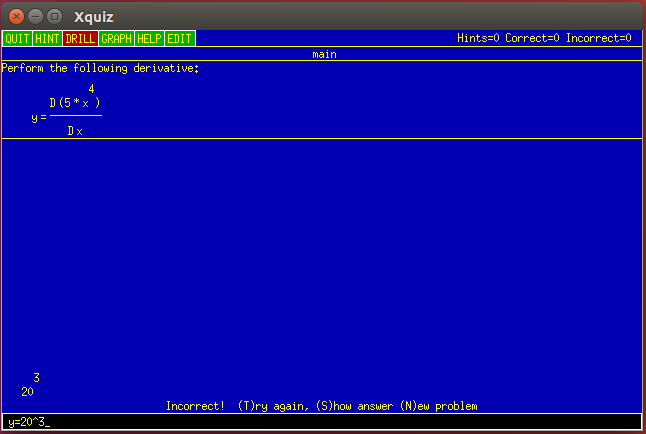 Xquiz
QUIT HINT DRILL GRAPH HELP EDIT Hints=0 Correct=0 Incorrect=0
main
Perform the following derivative:
4
D(5*x )
y=
Dx
3
20
Incorrect! (T)ry again, (S)how answer (N)ew problem
y=20^3_